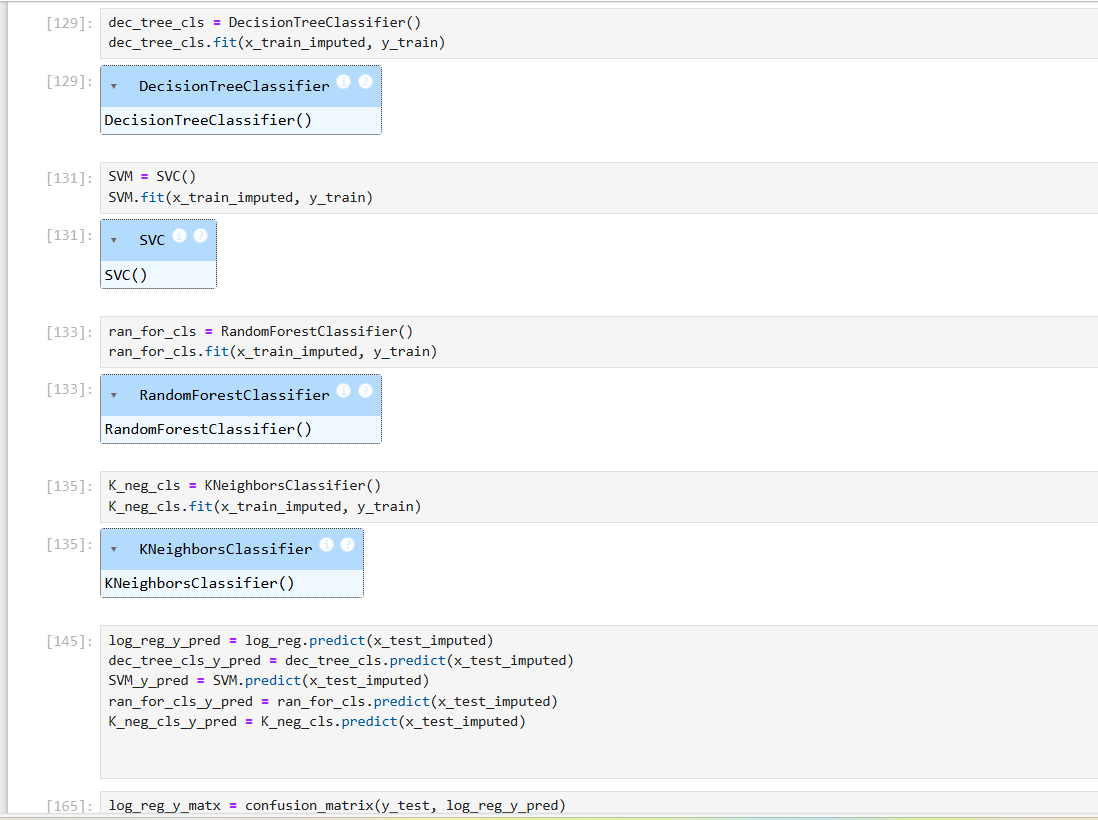 [129]: dec_tree_cls = DecisionTreeClassifier()
dec_tree_cls.fit(x_train_imputed, y_train)
[129]: ▾ DecisionTreeClassifier i ?
DecisionTreeClassifier()
[131]: SVM = SVC()
SVM.fit(x_train_imputed, y_train)
[131]: ▾ SVC i ?
SVC()
[133]: ran_for_cls = RandomForestClassifier()
ran_for_cls.fit(x_train_imputed, y_train)
[133]: ▾ RandomForestClassifier i ?
RandomForestClassifier()
[135]: K_neg_cls = KNeighborsClassifier()
K_neg_cls.fit(x_train_imputed, y_train)
[135]: ▾ KNeighborsClassifier i ?
KNeighborsClassifier()
[145]: log_reg_y_pred = log_reg.predict(x_test_imputed)
dec_tree_cls_y_pred = dec_tree_cls.predict(x_test_imputed)
SVM_y_pred = SVM.predict(x_test_imputed)
ran_for_cls_y_pred = ran_for_cls.predict(x_test_imputed)
K_neg_cls_y_pred = K_neg_cls.predict(x_test_imputed)
[165]: log_reg_y_matx = confusion_matrix(y_test, log_reg_y_pred)